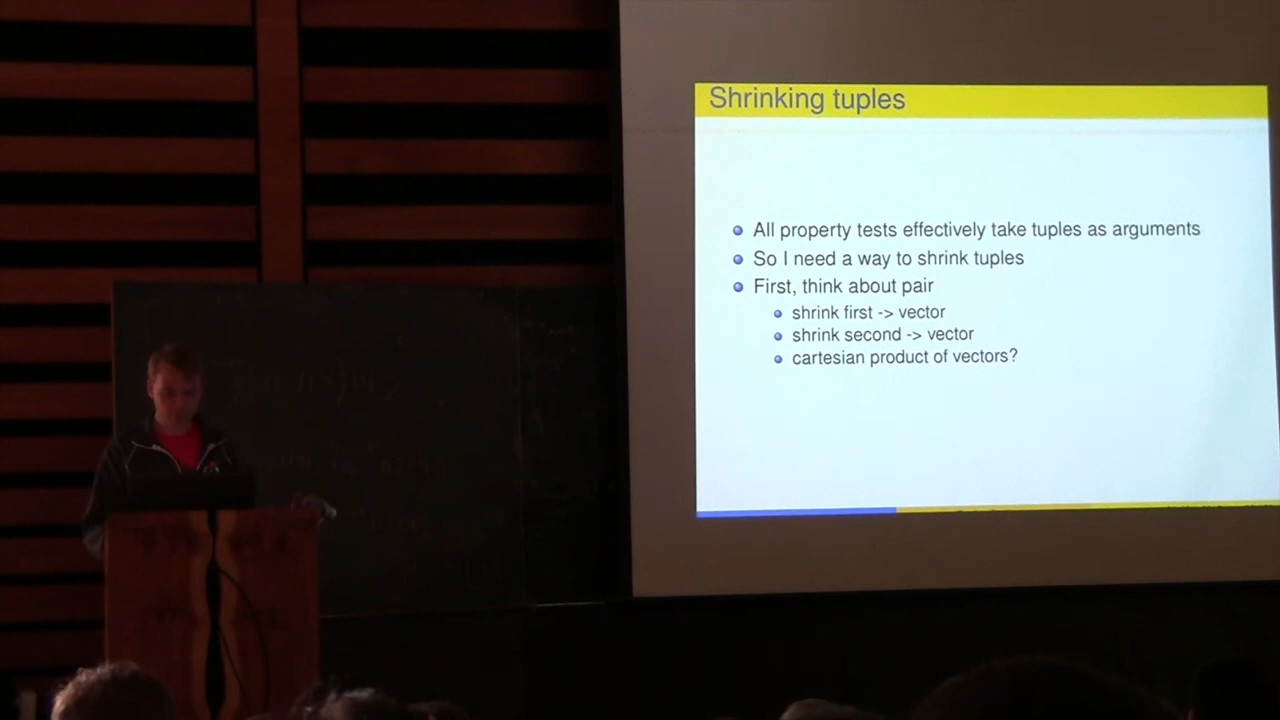 Shrinking tuples
All property tests effectively take tuples as arguments
So I need a way to shrink tuples
First, think about pair
shrink first -> vector
shrink second -> vector
cartesian product of vectors?